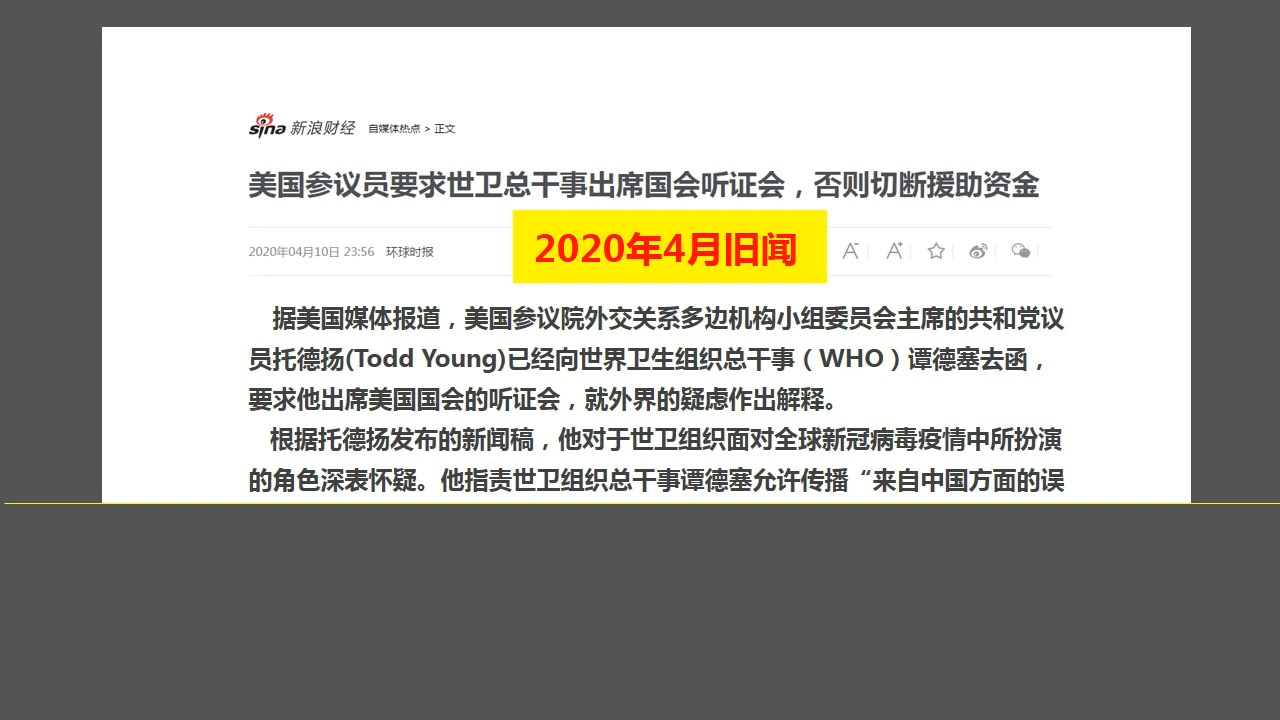 sina 新浪财经 自媒体热点 > 正文
美国参议员要求世卫总干事出席国会听证会，否则切断援助资金
2020年04月10日 23:56 环球时报
2020年4月旧闻
A- A+
据美国媒体报道，美国参议院外交关系多边机构小组委员会主席的共和党议
员托德扬(Todd Young)已经向世界卫生组织总干事（WHO）谭德塞去函，
要求他出席美国国会的听证会，就外界的疑虑作出解释。
根据托德扬发布的新闻稿，他对于世卫组织面对全球新冠病毒疫情中所扮演
的角色深表怀疑。他指责世卫组织总干事谭德塞允许传播“来自中国方面的误